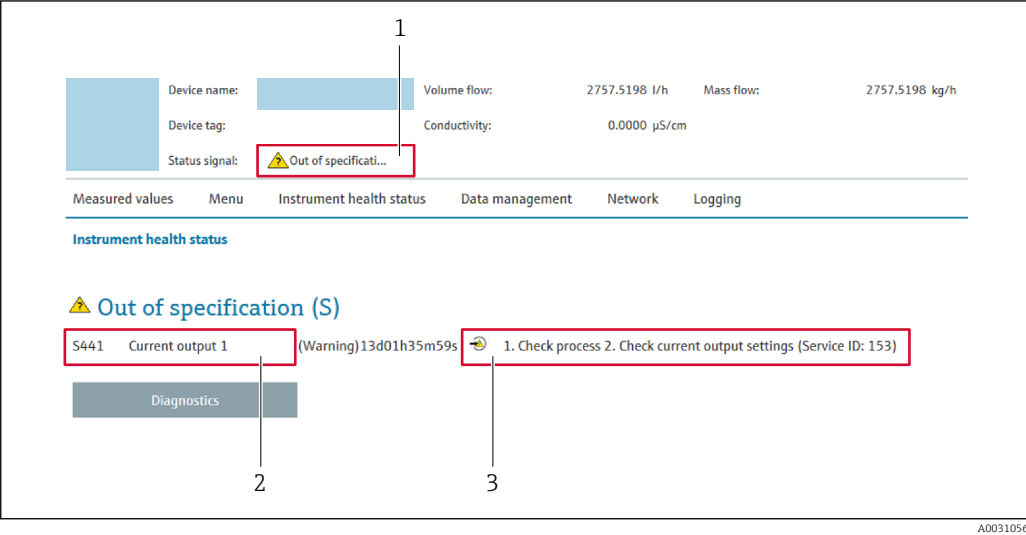 1
Device name: Volume flow: 2757.5198 l/h Mass flow: 2757.5198 kg/h
Device tag: Conductivity: 0.0000 µS/cm
Status signal: Out of specificati...
Measured values Menu Instrument health status Data management Network Logging
Instrument health status
Out of specification (S)
S441 Current output 1 (Warning)13d01h35m59s 1. Check process 2. Check current output settings (Service ID: 153)
Diagnostics
2 3
A0031056